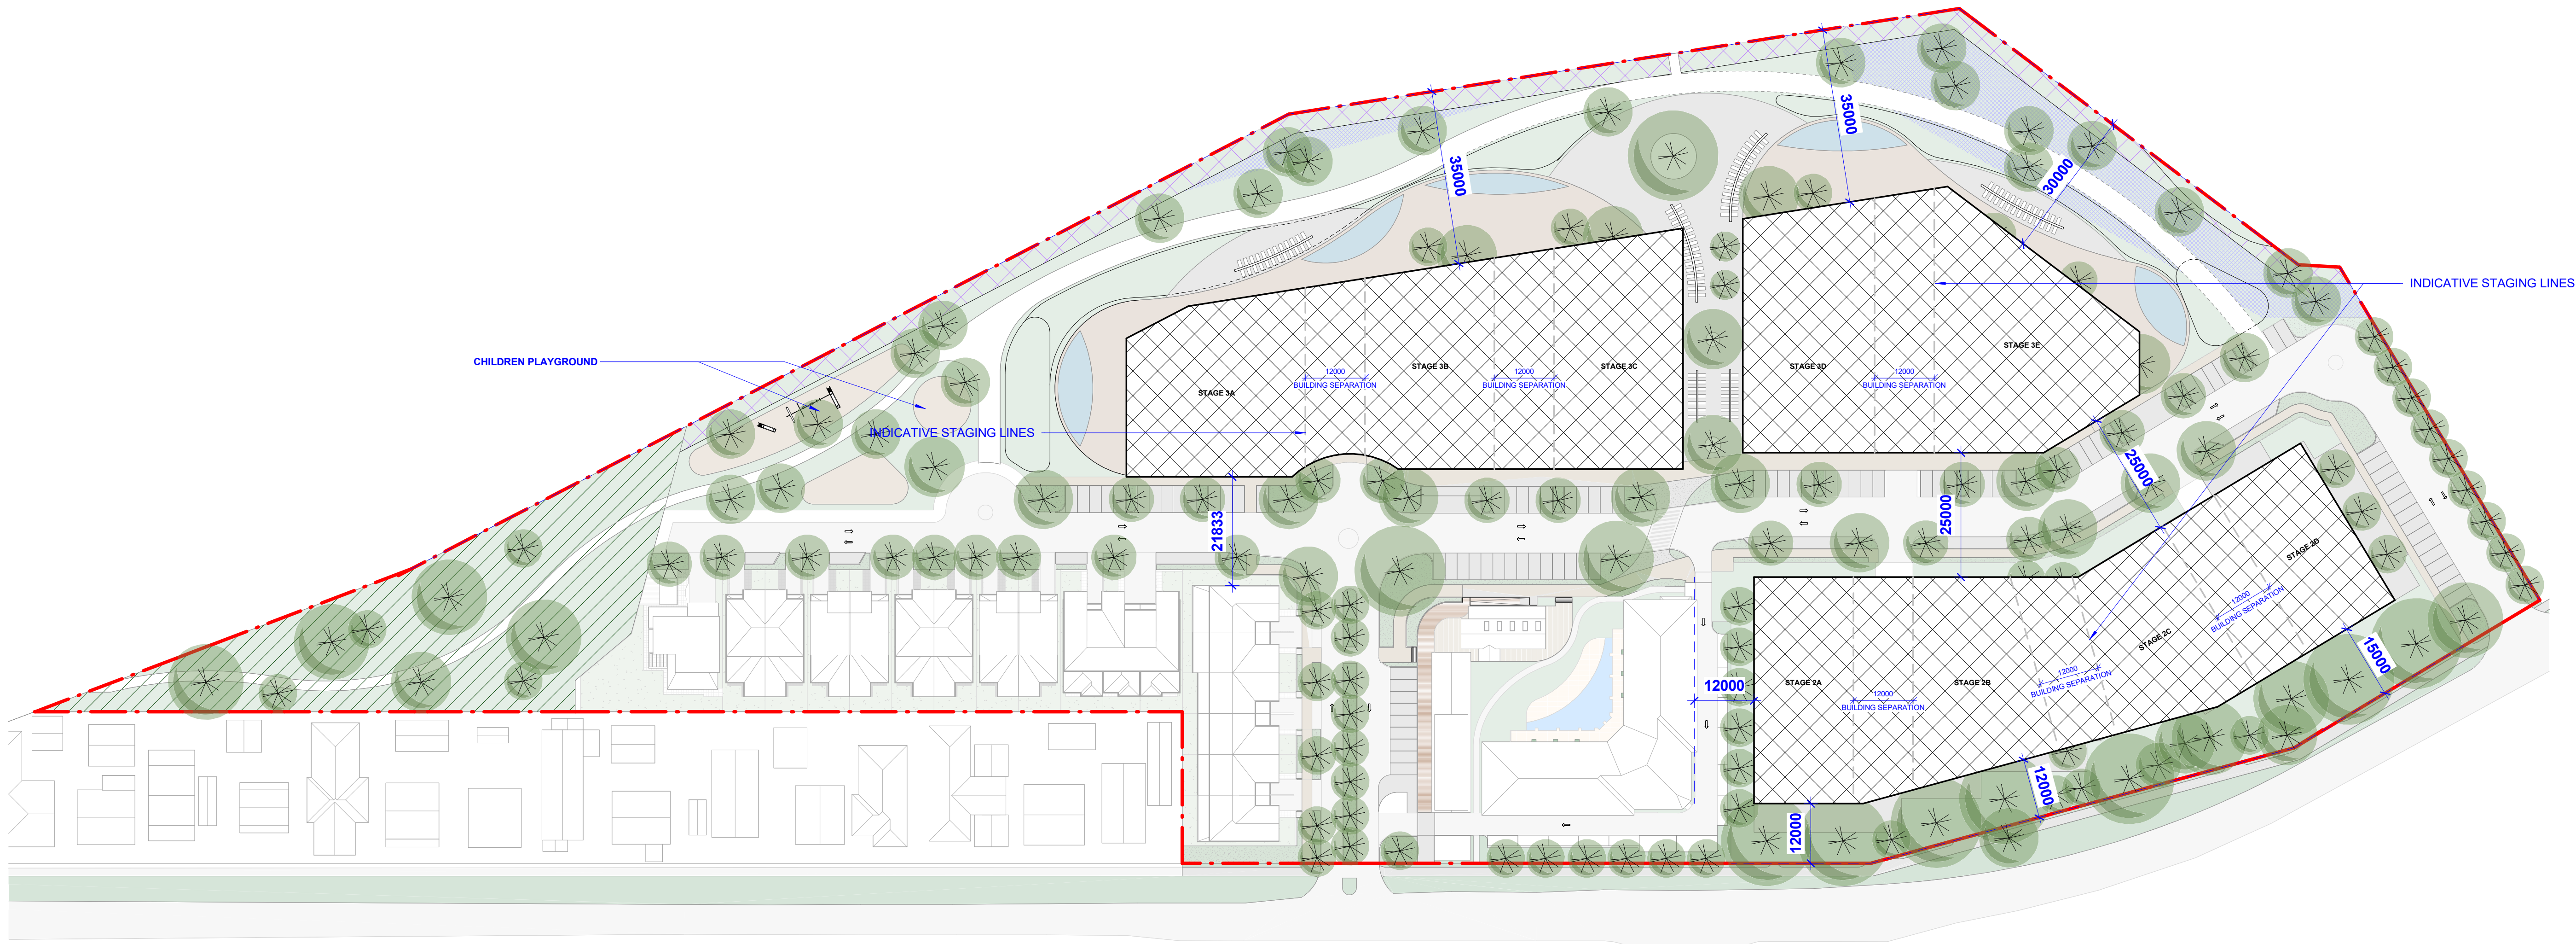 35000
35000
30000
INDICATIVE STAGING LINES
CHILDREN PLAYGROUND
STAGE 3A
12000
BUILDING SEPARATION
STAGE 3B
12000
BUILDING SEPARATION
STAGE 3C
STAGE 3D
12000
BUILDING SEPARATION
STAGE 3E
INDICATIVE STAGING LINES
21833
25000
25000
STAGE 2D
12000
BUILDING SEPARATION
STAGE 2C
12000
BUILDING SEPARATION
15000
12000
STAGE 2A
12000
BUILDING SEPARATION
STAGE 2B
12000
12000